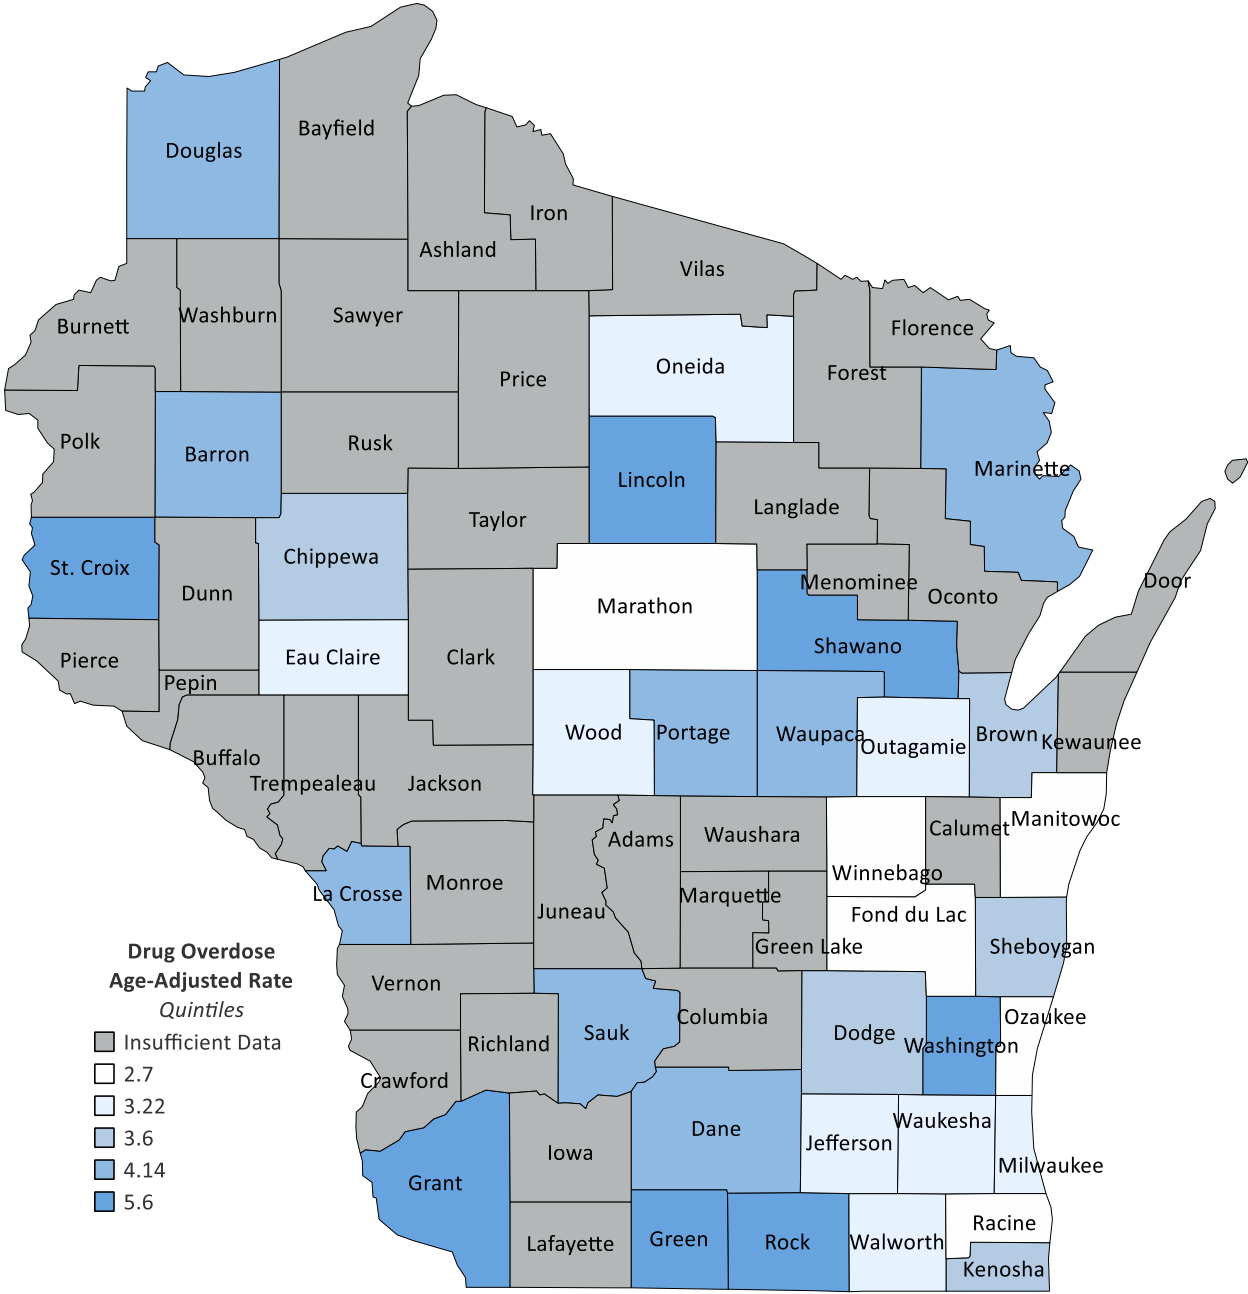 Bayfield
Douglas
Iron
Ashland
Vilas
Burnett
Washburn
Sawyer
Florence
Oneida
Forest
Price
Polk
Rusk
Barron
Marinette
Lincoln
Langlade
Taylor
Chippewa
St. Croix
Menominee
Door
Dunn
Oconto
Marathon
Shawano
Eau Claire
Clark
Pierce
Pepin
Wood
Portage
Waupaca
Brown
Kewaunee
Outagamie
Buffalo
Trempealeau
Jackson
Manitowoc
Calumet
Waushara
Adams
Winnebago
Monroe
La Crosse
Marquette
Juneau
Fond du Lac
Green Lake
Sheboygan
Vernon
Columbia
Ozaukee
Sauk
Dodge
Washington
Richland
Crawford
Dane
Waukesha
Jefferson
Iowa
Milwaukee
Grant
Racine
Green
Rock
Walworth
Lafayette
Kenosha
Drug Overdose
Age-Adjusted Rate
Quintiles
Insufficient Data
2.7
3.22
3.6
4.14
5.6